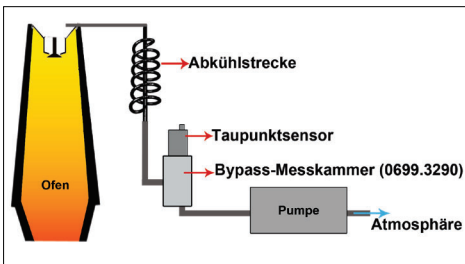 Abkühlstrecke
Taupunktsensor
Bypass-Messkammer (0699.3290)
Ofen
Pumpe
Atmosphäre